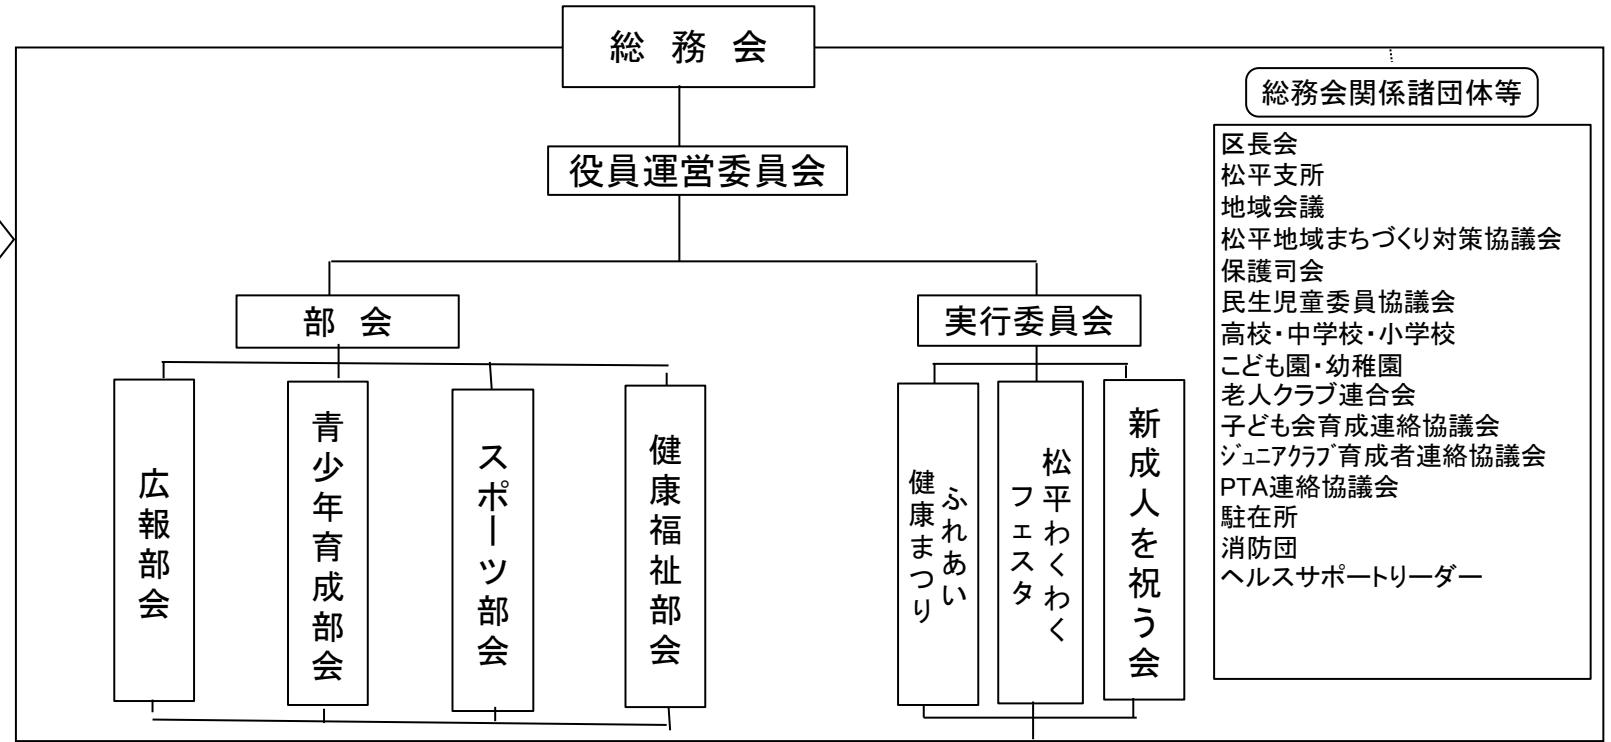 総 務 会
役員運営委員会
部 会
広報部会
青少年育成部会
スポーツ部会
健康福祉部会
実行委員会
ふれあい
健康まつり
松平わくわく
フェスタ
新成人を祝う会
総務会関係諸団体等
区長会
松平支所
地域会議
松平地域まちづくり対策協議会
保護司会
民生児童委員協議会
高校・中学校・小学校
こども園・幼稚園
老人クラブ連合会
子ども会育成連絡協議会
ｼﾞｭﾆｱｸﾗﾌﾞ育成者連絡協議会
PTA連絡協議会
駐在所
消防団
ヘルスサポートリーダー